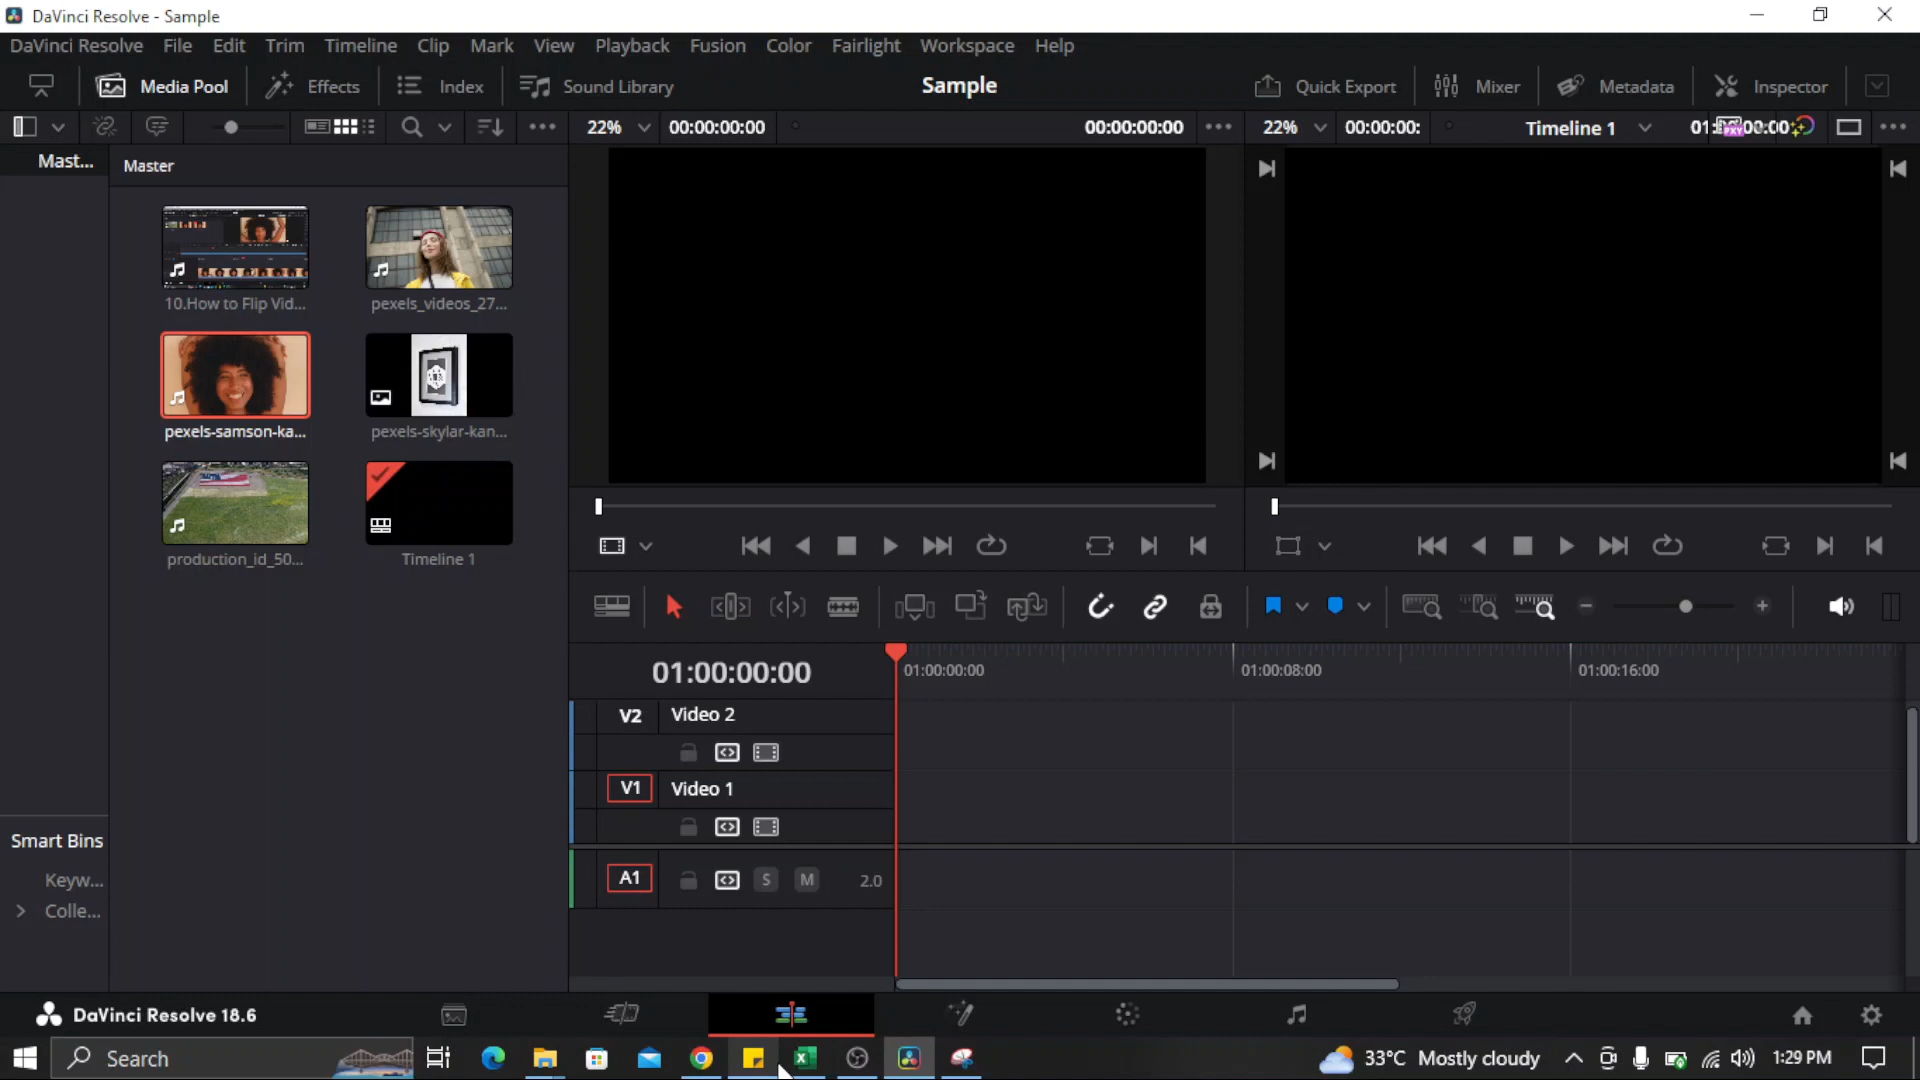 DaVinci Resolve - Sample
DaVinci Resolve File Edit Trim Timeline Clip Mark View Playback Fusion Color Fairlight Workspace Help
Media Pool Effects Index Sound Library Sample Quick Export Mixer Metadata Inspector
22% 00:00:00:00 00:00:00:00 22% 00:00:00: Timeline 1
Mast... Master
10.How to Flip Vid... pexels_videos_27...
pexels-samson-ka... pexels-skylar-kan...
production_id_50... Timeline 1
01:00:00:00 01:00:00:00 01:00:08:00 01:00:16:00
V2 Video 2
V1 Video 1
A1 S M 2.0
Smart Bins
Keyw...
Colle...
DaVinci Resolve 18.6
Search 33°C Mostly cloudy 1:29 PM